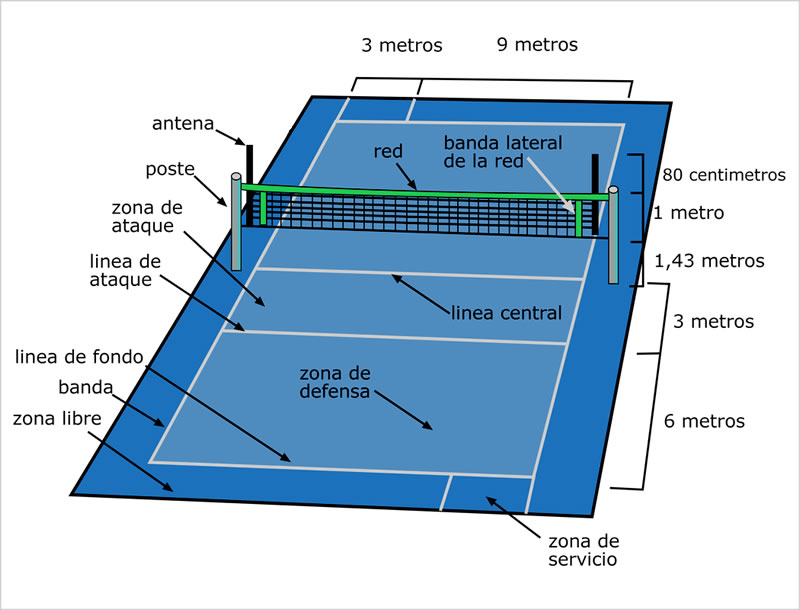 3 metros
9 metros
antena
banda lateral
de la red
red
poste
80 centimetros
zona de
ataque
1 metro
linea de
ataque
1,43 metros
linea central
3 metros
linea de fondo
zona de
defensa
banda
zona libre
6 metros
zona de
servicio